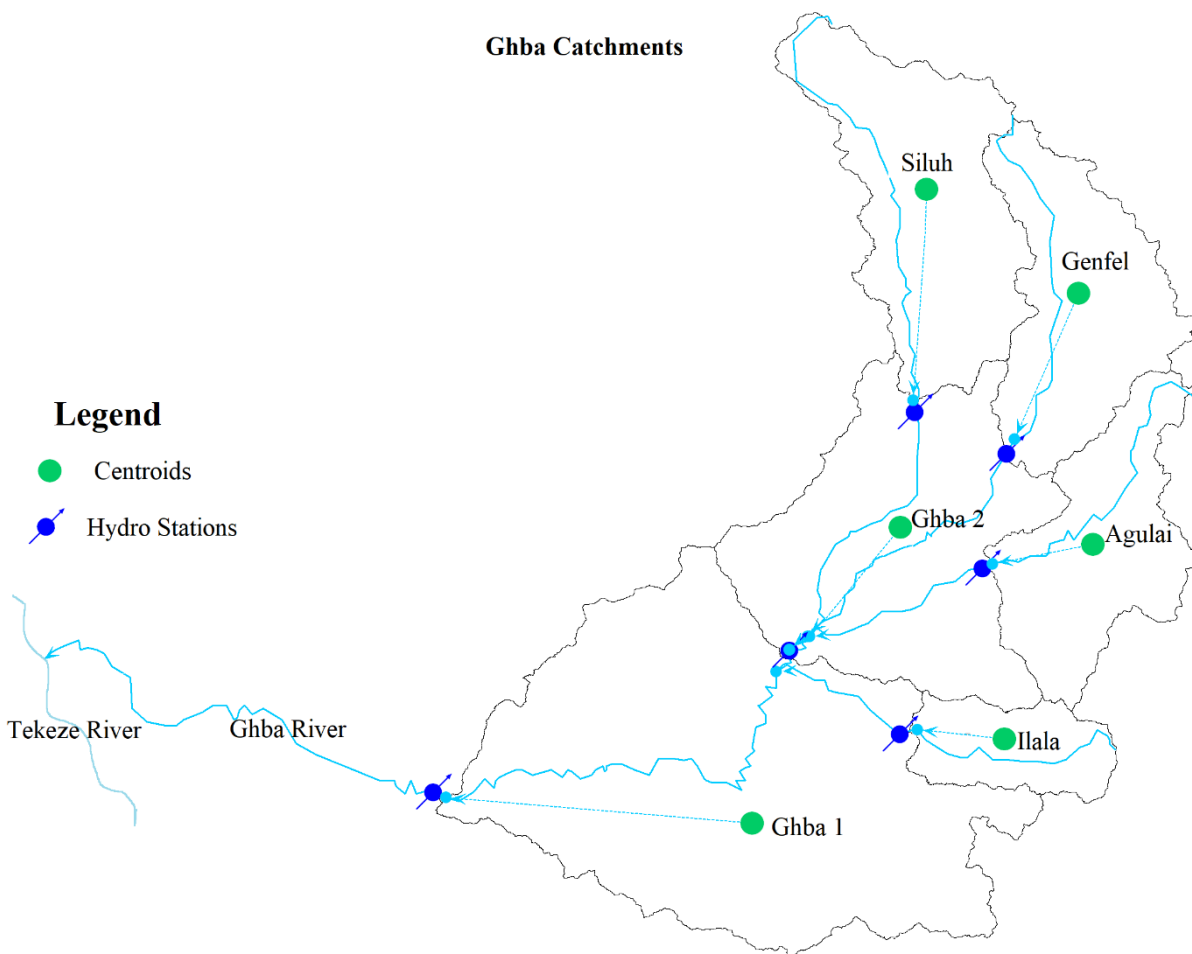 Ghba Catchments
Siluh
Genfel
Legend
Centroids
Hydro Stations
Ghba 2
Agulai
Tekeze River
Ghba River
Ilala
Ghba 1